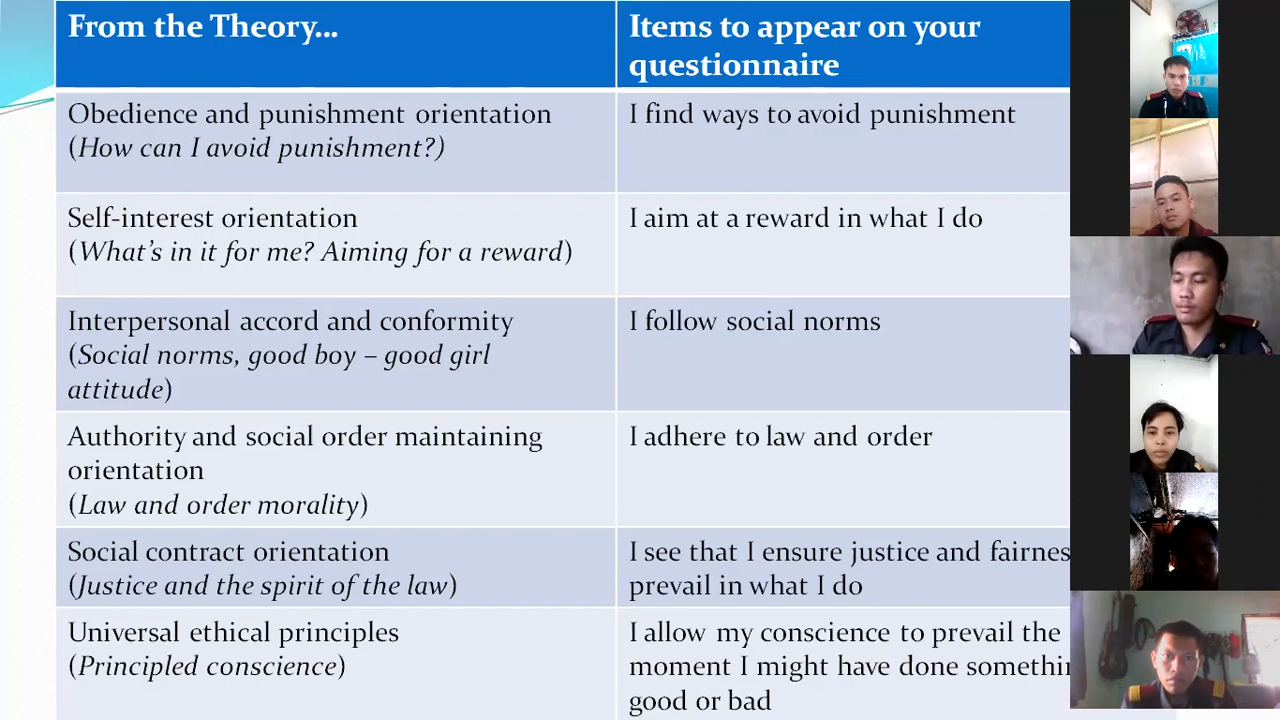 From the Theory...
Items to appear on your
questionnaire
Obedience and punishment orientation
(How can I avoid punishment?)
I find ways to avoid punishment
Self-interest orientation
(What's in it for me? Aiming for a reward)
I aim at a reward in what I do
Interpersonal accord and conformity
(Social norms, good boy – good girl
attitude)
I follow social norms
Authority and social order maintaining
orientation
(Law and order morality)
I adhere to law and order
Social contract orientation
(Justice and the spirit of the law)
I see that I ensure justice and fairnes
prevail in what I do
Universal ethical principles
(Principled conscience)
I allow my conscience to prevail the
moment I might have done somethin
good or bad